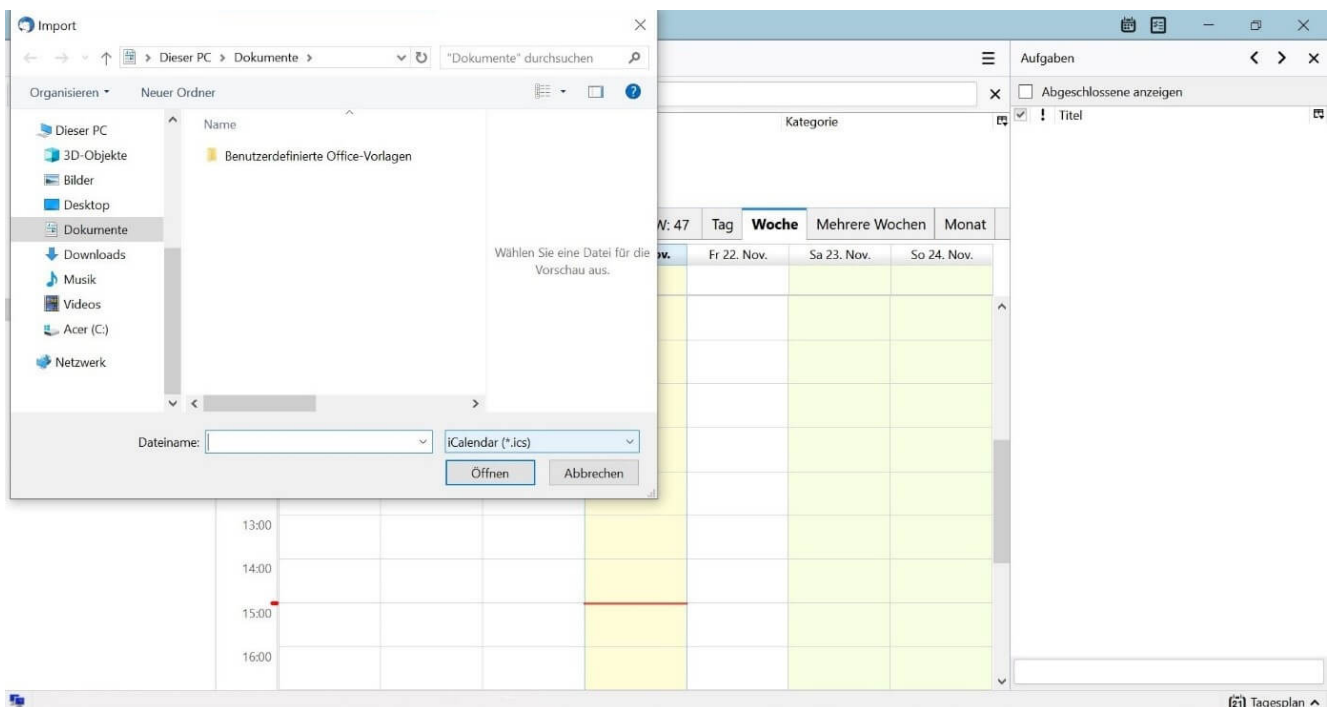 Import
Dieser PC > Dokumente >
"Dokumente" durchsuchen
Organisieren
Neuer Ordner
Dieser PC
3D-Objekte
Bilder
Desktop
Dokumente
Downloads
Musik
Videos
Acer (C:)
Netzwerk
Name
Benutzerdefinierte Office-Vorlagen
Wählen Sie eine Datei für die
Vorschau aus.
Dateiname:
iCalendar (*.ics)
Öffnen Abbrechen
Kategorie
47 Tag Woche Mehrere Wochen Monat
Fr 22. Nov. Sa 23. Nov. So 24. Nov.
13:00
14:00
15:00
16:00
Aufgaben
Abgeschlossene anzeigen
! Titel
21 Tagesplan